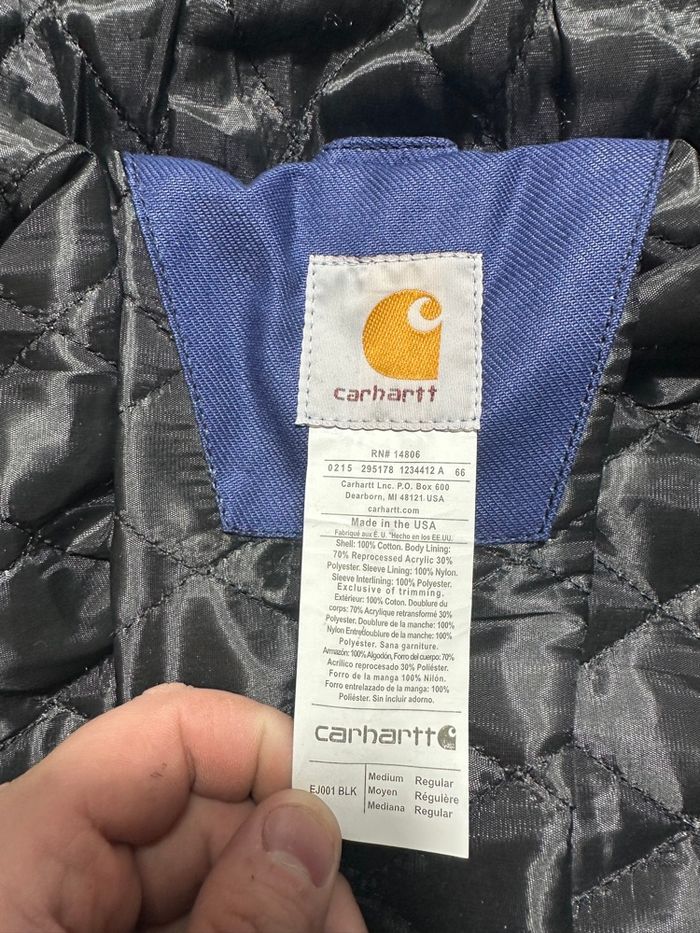 carhartt
RN# 14806
0215 295178 1234412 A 66
Carhartt Lnc. P.O. Box 600
Dearborn, MI 48121 USA
carhartt.com
Made in the USA
Fabriqué aux É. U. *Hecho en los EE.UU.
Shell: 100% Cotton. Body Lining:
70% Reprocessed Acrylic 30%
Polyester. Sleeve Lining: 100% Nylon.
Sleeve Interlining: 100% Polyester.
Exclusive of trimming.
Extérieur: 100% Coton. Doublure du
corps: 70% Acrylique retransformé 30%
Polyester. Doublure de la manche: 100%
Nylon Entredoublure de la manche: 100%
Polyester. Sans garniture.
Armazón: 100% Algodón, Forro del cuerpo: 70%
Acrílico reprocesado 30% Poliéster.
Forro de la manga 100% Nilón.
Forro entrelazado de la manga: 100%
Poliéster. Sin incluir adorno.
carhartt
EJ001 BLK
Medium Regular
Moyen Régulère
Mediana Regular